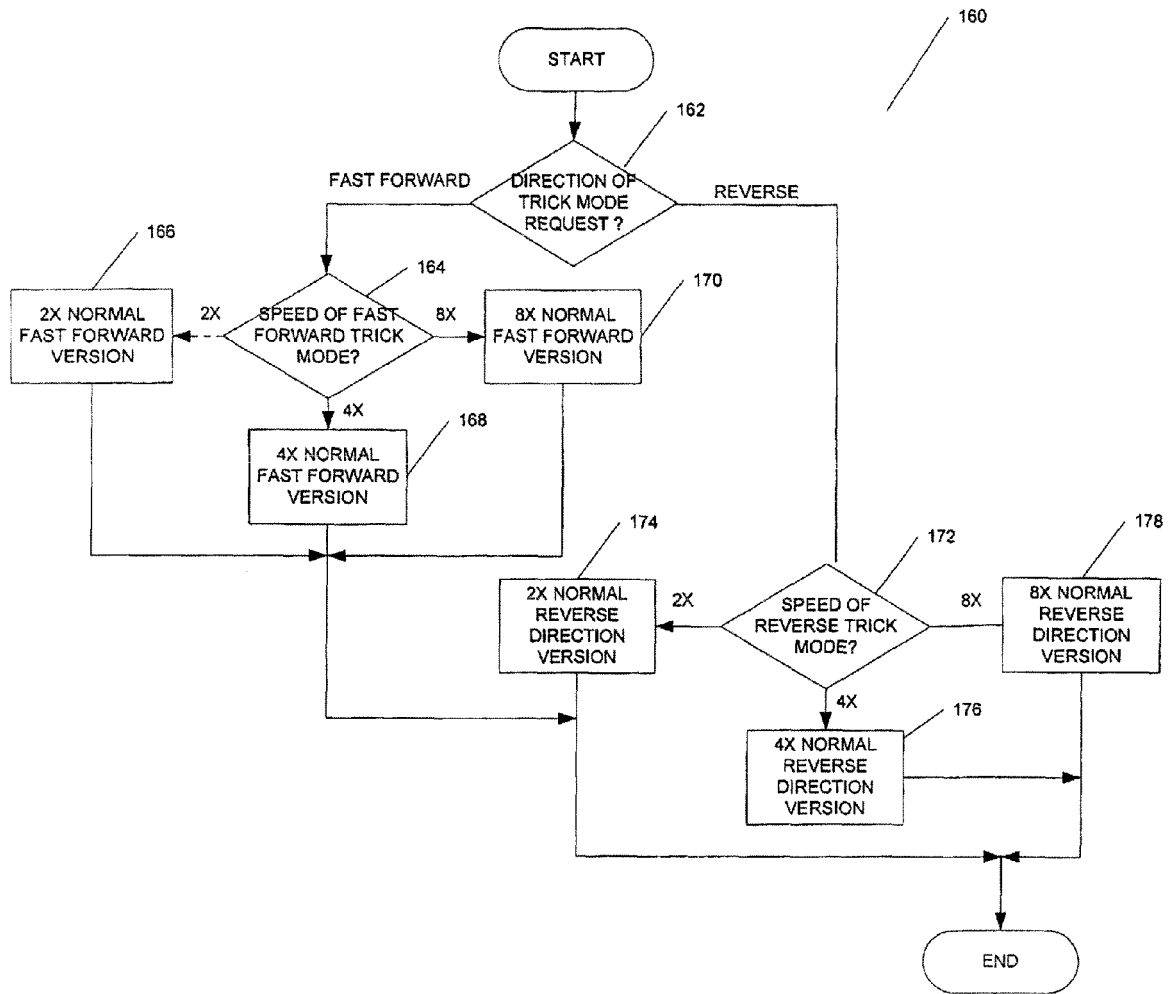 160
START
162
FAST FORWARD
DIRECTION OF
TRICK MODE
REQUEST ?
REVERSE
166
164
170
2X NORMAL
FAST FORWARD
VERSION
2X
SPEED OF FAST
FORWARD TRICK
MODE?
8X
8X NORMAL
FAST FORWARD
VERSION
4X
168
4X NORMAL
FAST FORWARD
VERSION
174
172
178
2X NORMAL
REVERSE
DIRECTION
VERSION
2X
SPEED OF
REVERSE TRICK
MODE?
8X
8X NORMAL
REVERSE
DIRECTION
VERSION
4X
176
4X NORMAL
REVERSE
DIRECTION
VERSION
END